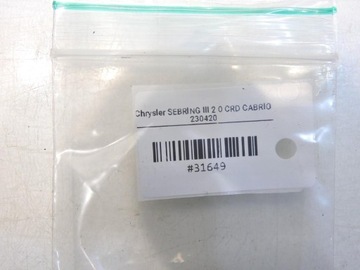 Chrysler SEBRING III 2 0 CRD CABRIO
230420
#31649